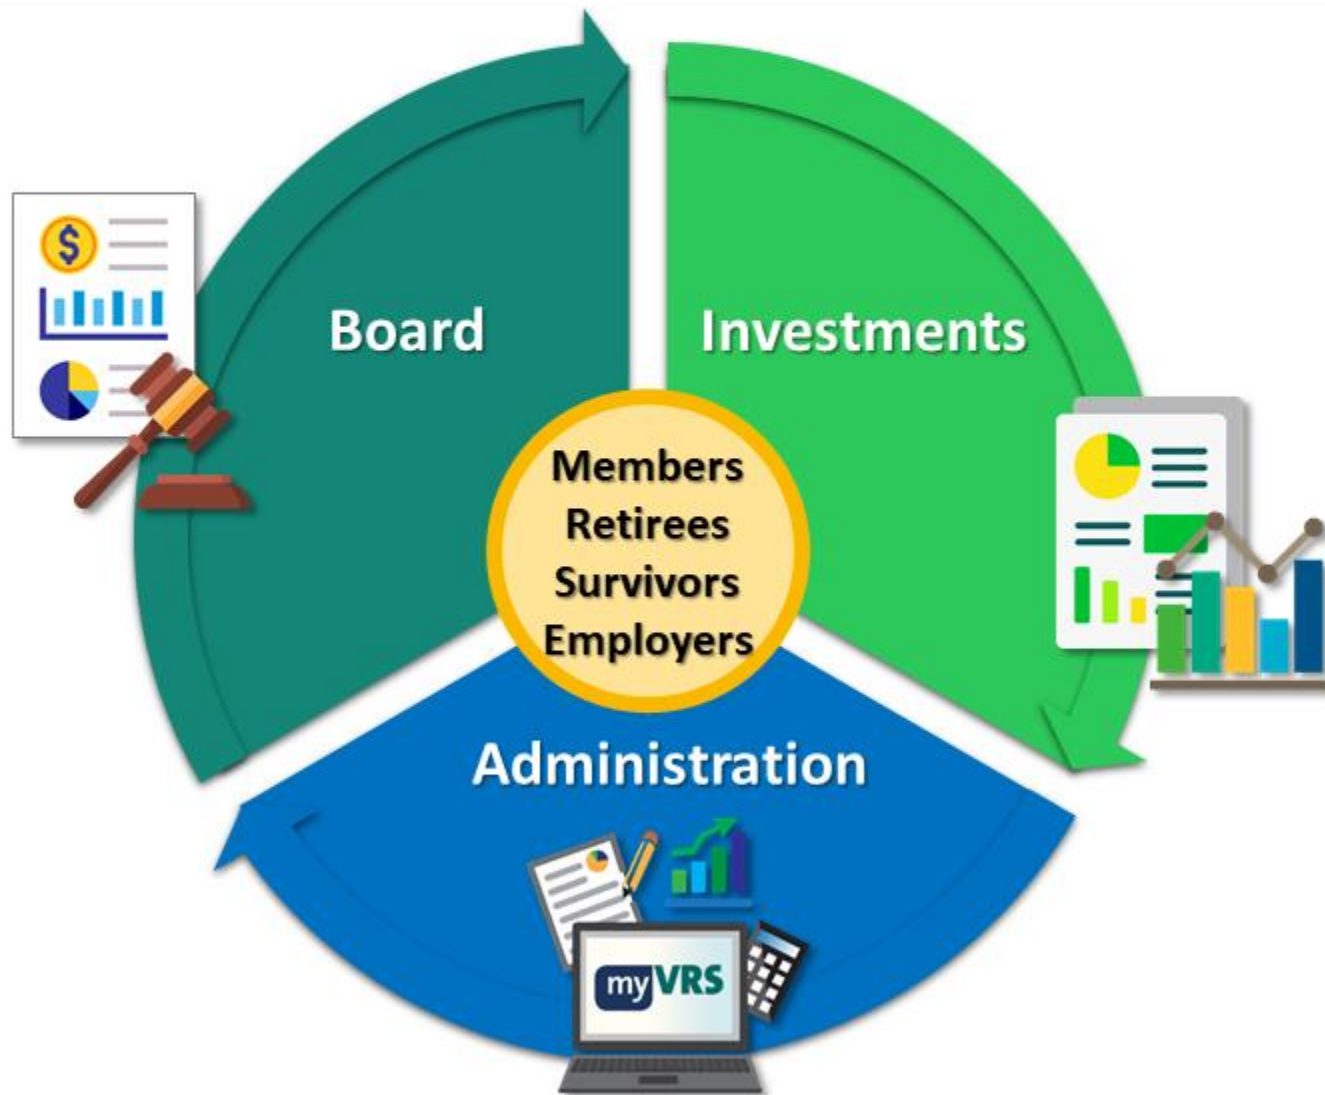 Board
Investments
Members
Retirees
Survivors
Employers
Administration
myVRS
$